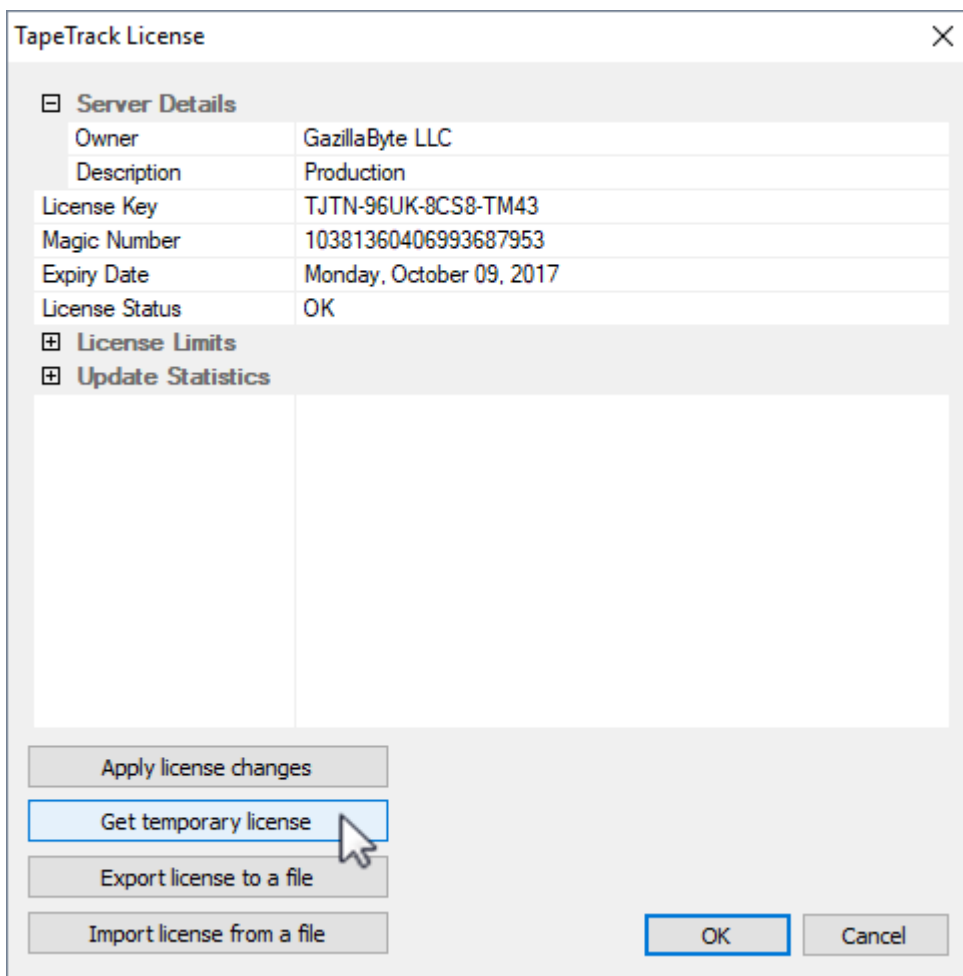 TapeTrack License
Server Details
Owner GazillaByte LLC
Description Production
License Key TJTN-96UK-8CS8-TM43
Magic Number 10381360406993687953
Expiry Date Monday, October 09, 2017
License Status OK
License Limits
Update Statistics
Apply license changes
Get temporary license
Export license to a file
Import license from a file
OK Cancel